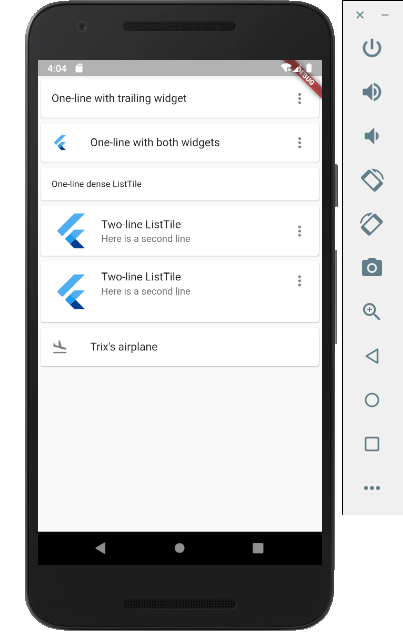 4:04
DEBUG
One-line with trailing widget
One-line with both widgets
One-line dense ListTile
Two-line ListTile
Here is a second line
Two-line ListTile
Here is a second line
Trix's airplane